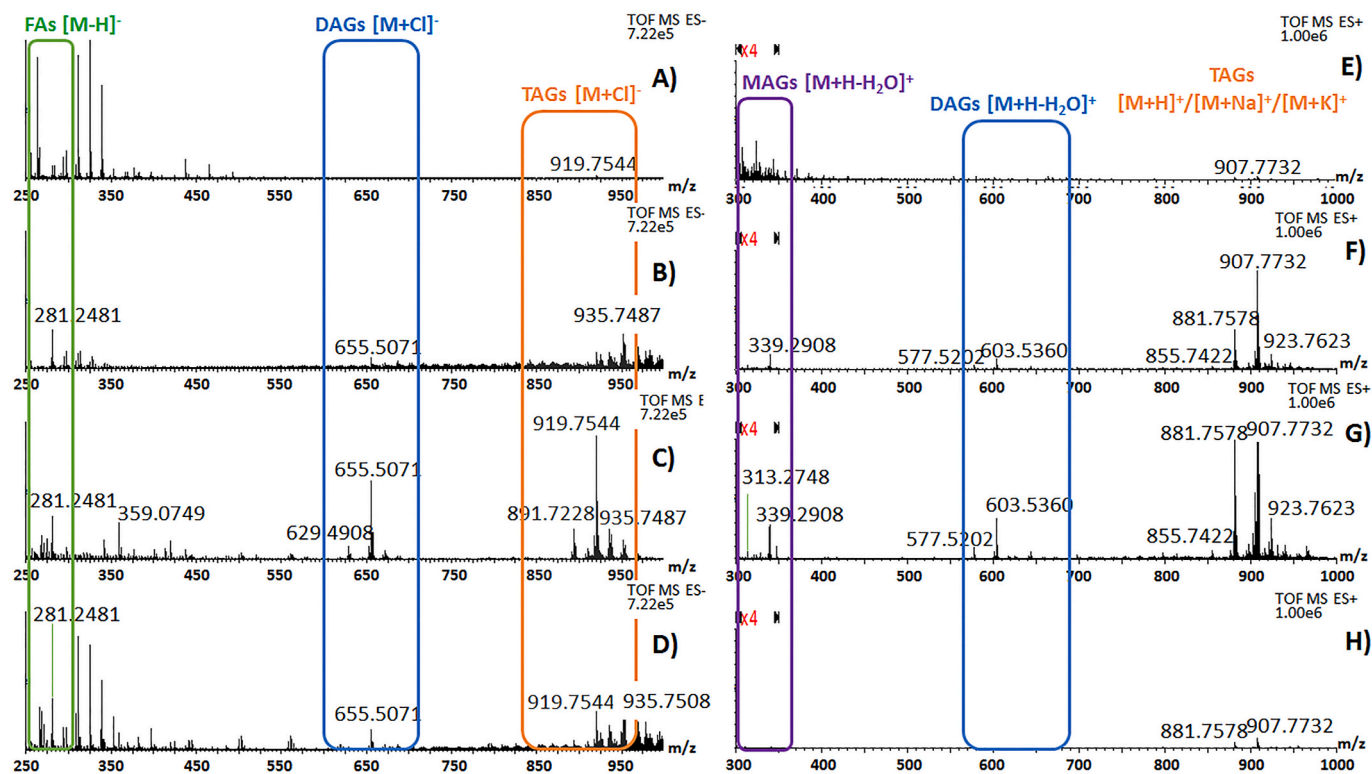 FAs [M-H]-
DAGs [M+Cl]-
TOF MS ES-
7.22e5
A)
TAGs [M+Cl]-
919.7544
m/z
250 350 450 550 650 750 850 950
TOF MS ES-
7.22e5
B)
281.2481
935.7487
655.5071
m/z
250 350 450 550 650 750 850 950
TOF MS E
7.22e5
919.7544
C)
655.5071
281.2481
359.0749
629.4908
891.7228
935.7487
m/z
250 350 450 550 650 750 850 950
TOF MS ES-
7.22e5
281.2481
D)
919.7544
935.7508
655.5071
m/z
250 350 450 550 650 750 850 950
TOF MS ES+
1.00e6
x4
E)
MAGs [M+H-H2O]+
TAGs
DAGs [M+H-H2O]+
[M+H]+/[M+Na]+/[M+K]+
907.7732
m/z
300 400 500 600 700 800 900 1000
TOF MS ES+
1.00e6
x4
F)
907.7732
881.7578
923.7623
339.2908
577.5202
603.5360
855.7422
m/z
300 400 500 600 700 800 900 1000
TOF MS ES+
1.00e6
x4
G)
881.7578
907.7732
313.2748
339.2908
603.5360
923.7623
577.5202
855.7422
m/z
300 400 500 600 700 800 900 1000
TOF MS ES+
1.00e6
x4
H)
881.7578
907.7732
m/z
300 400 500 600 700 800 900 1000